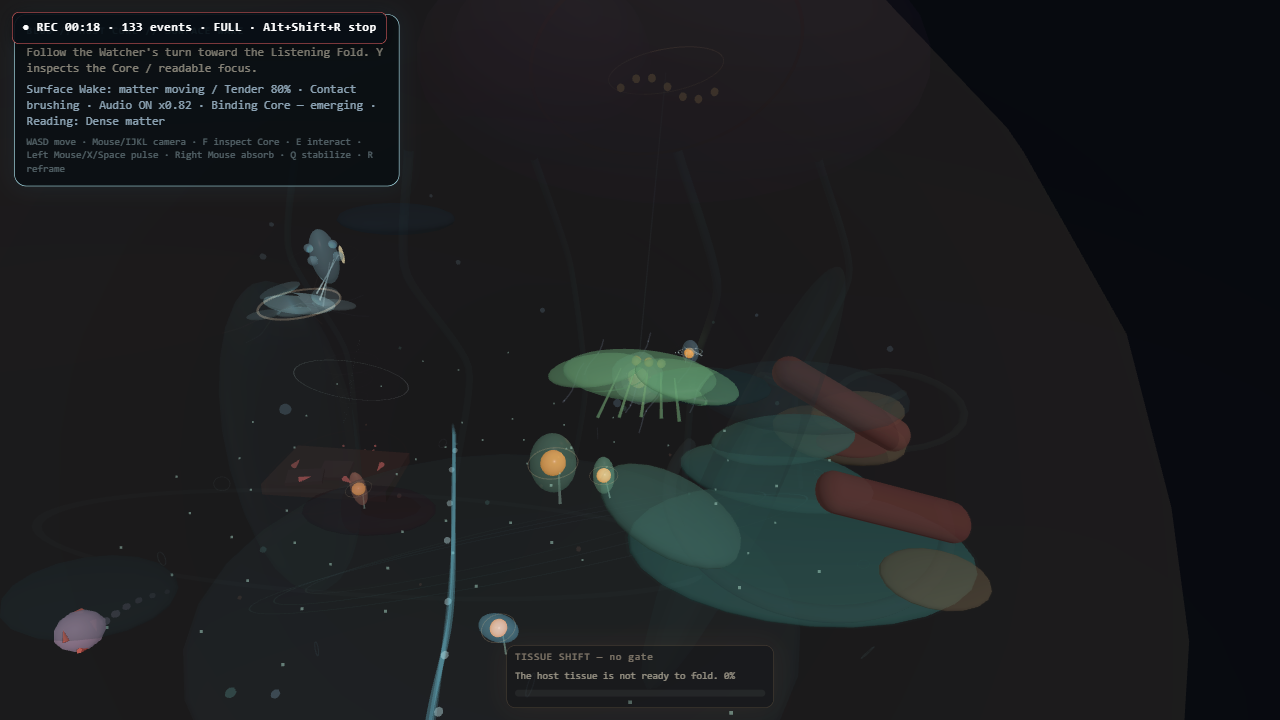 ● REC 00:18 · 133 events · FULL · Alt+Shift+R stop
Follow the Watcher's turn toward the Listening Fold. Y
inspects the Core / readable focus.
Surface Wake: matter moving / Tender 80% · Contact
brushing · Audio ON x0.82 · Binding Core — emerging ·
Reading: Dense matter
WASD move · Mouse/IJKL camera · F inspect Core · E interact ·
Left Mouse/X/Space pulse · Right Mouse absorb · Q stabilize · R
reframe
TISSUE SHIFT — no gate
The host tissue is not ready to fold. 0%